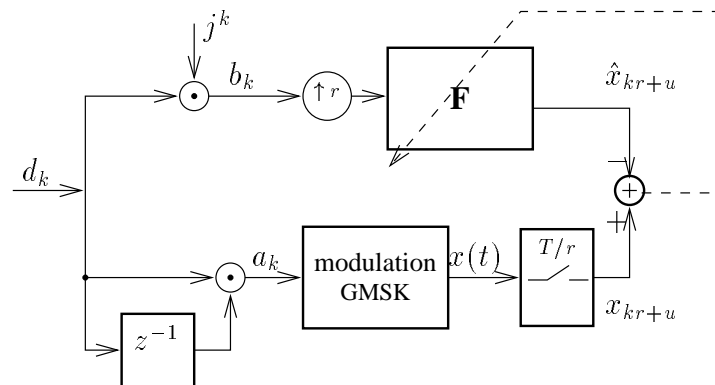 j^k
b_k
↑ r
F
x̂_{kr+u}
−
+
d_k
+
a_k
modulation
GMSK
x(t)
T/r
x_{kr+u}
z^{−1}